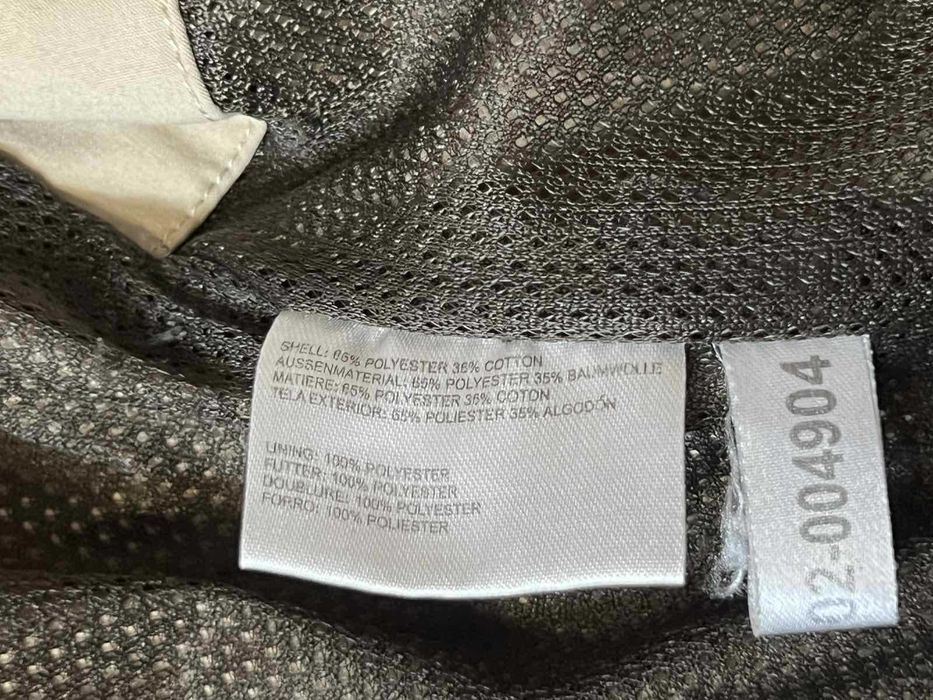 SHELL: 65% POLYESTER 35% COTTON
AUSSENMATERIAL: 65% POLYESTER 35% BAUMWOLLE
MATIERE: 65% POLYESTER 35% COTON
TELA EXTERIOR: 65% POLIESTER 35% ALGODÓN
LINING: 100% POLYESTER
FUTTER: 100% POLYESTER
DOUBLURE: 100% POLYESTER
FORRO: 100% POLIESTER
02-004904